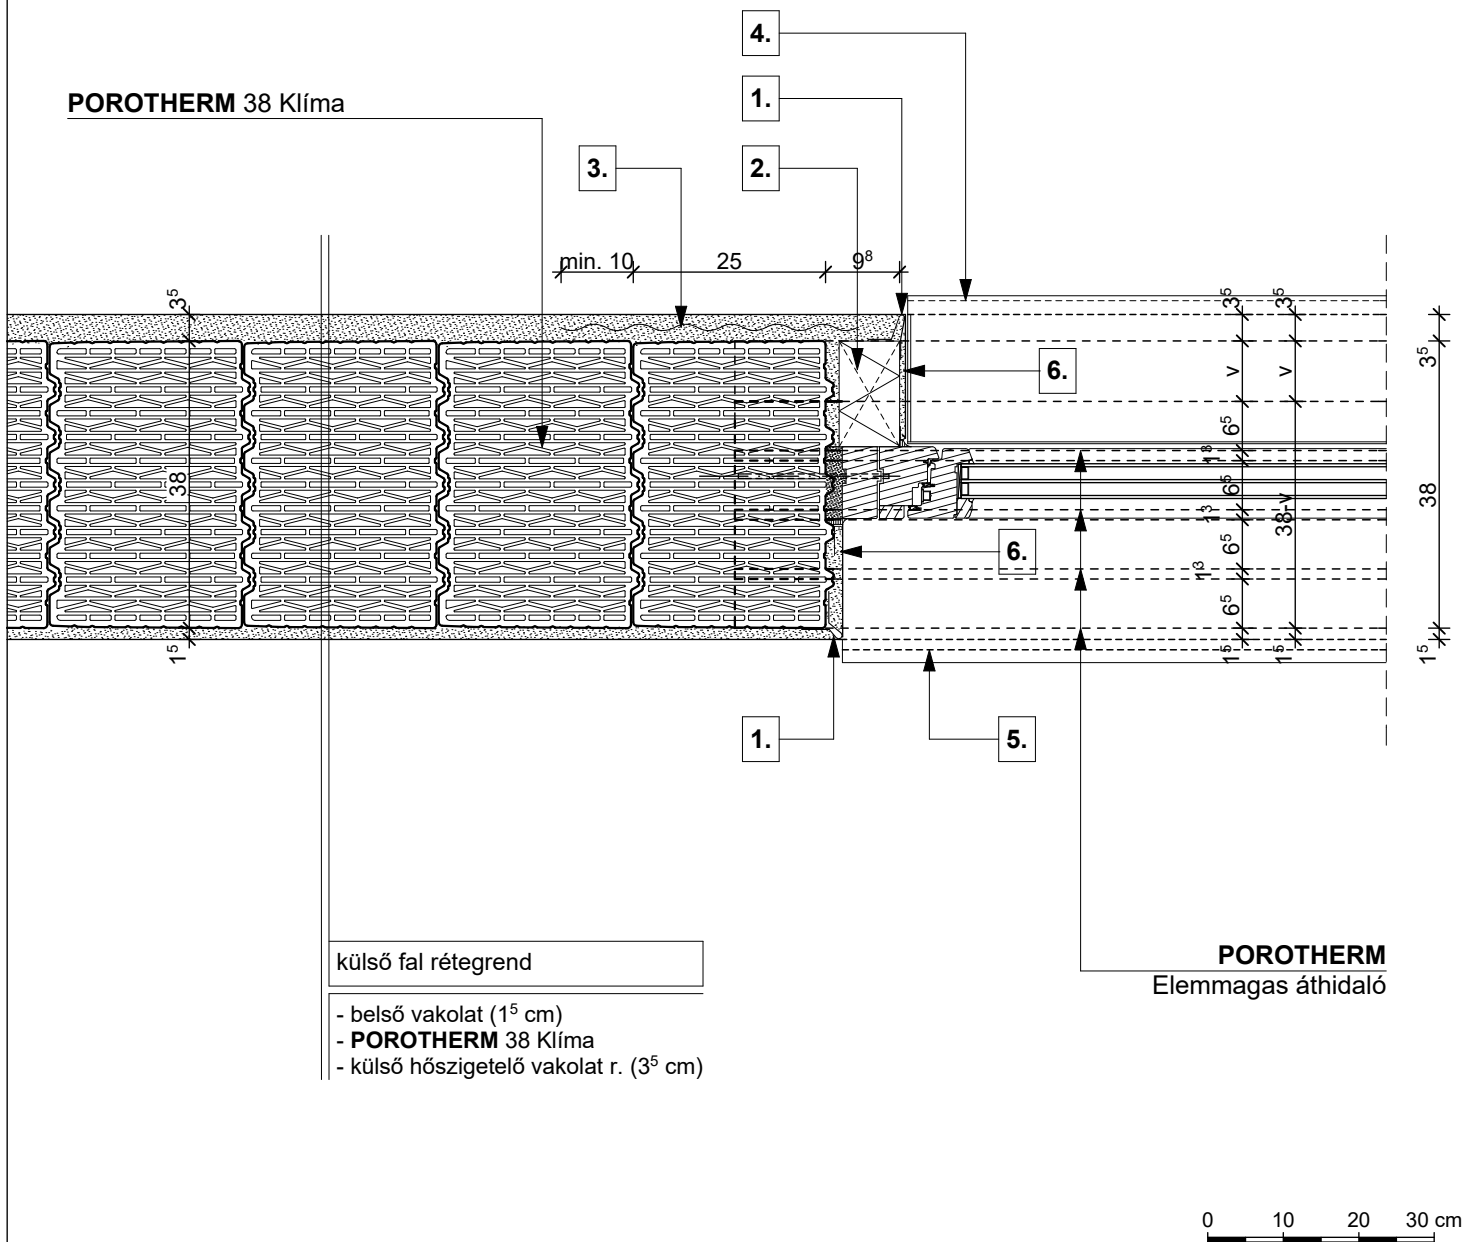 4.
POROTHERM 38 Klíma
1.
3.
2.
min. 10
25
9⁸
3⁵
3⁵
3⁵
3⁵
v
v
6.
6⁵
1³
38
6⁵
38-v
38
1³
6⁵
6.
1³
6⁵
1⁵
1⁵
1⁵
1⁵
1.
5.
külső fal rétegrend
POROTHERM
Elemmagas áthidaló
- belső vakolat (1⁵ cm)
- POROTHERM 38 Klíma
- külső hőszigetelő vakolat r. (3⁵ cm)
0 10 20 30 cm